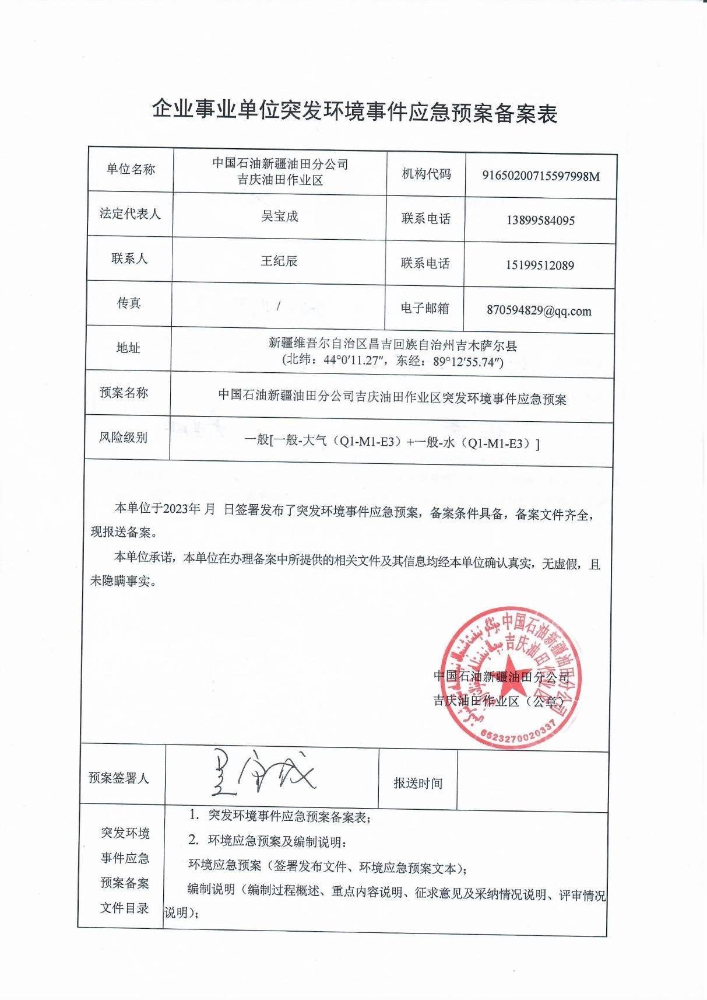 企业事业单位突发环境事件应急预案备案表
单位名称
中国石油新疆油田分公司
吉庆油田作业区
机构代码
91650200715597998M
法定代表人
吴宝成
联系电话
13899584095
联系人
王纪辰
联系电话
15199512089
传真
/
电子邮箱
870594829@qq.com
地址
新疆维吾尔自治区昌吉回族自治州吉木萨尔县
(北纬：44°0′11.27″，东经：89°12′55.74″)
预案名称
中国石油新疆油田分公司吉庆油田作业区突发环境事件应急预案
风险级别
一般[一般-大气（Q1-M1-E3）+一般-水（Q1-M1-E3）]
本单位于2023年 月 日签署发布了突发环境事件应急预案，备案条件具备，备案文件齐全，
现报送备案。
本单位承诺，本单位在办理备案中所提供的相关文件及其信息均经本单位确认真实，无虚假，且
未隐瞒事实。
中国石油新疆油田分公司
吉庆油田作业区
6523270020337
中国石油新疆油田分公司
吉庆油田作业区（公章）
预案签署人
报送时间
突发环境
事件应急
预案备案
文件目录
1. 突发环境事件应急预案备案表；
2. 环境应急预案及编制说明：
环境应急预案（签署发布文件、环境应急预案文本）；
编制说明（编制过程概述、重点内容说明、征求意见及采纳情况说明、评审情况
说明）；